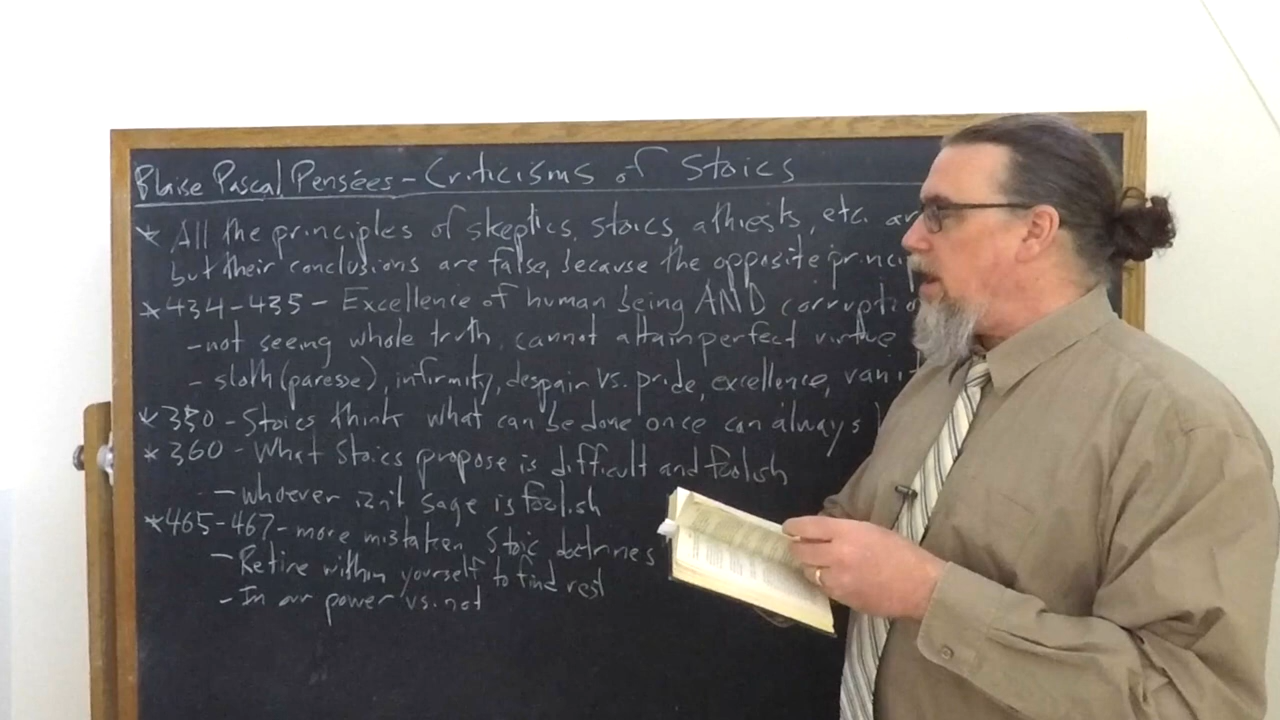 Blaise Pascal Pensées - Criticisms of Stoics
* All the principles of skeptics, stoics, athiests, etc. ar
but their conclusions are false, because the opposite princi
* 434-435 - Excellence of human being AND corruptio
- not seeing whole truth, cannot attain perfect virtue
- sloth (paresse), infirmity, despair vs. pride, excellence, vanit
* 350 - Stoics think what can be done once can always
* 360 - What Stoics propose is difficult and foolish
- whoever isn't sage is foolish
* 465-467 - more mistaken Stoic doctrines
- Retire within yourself to find rest
- In our power vs. not